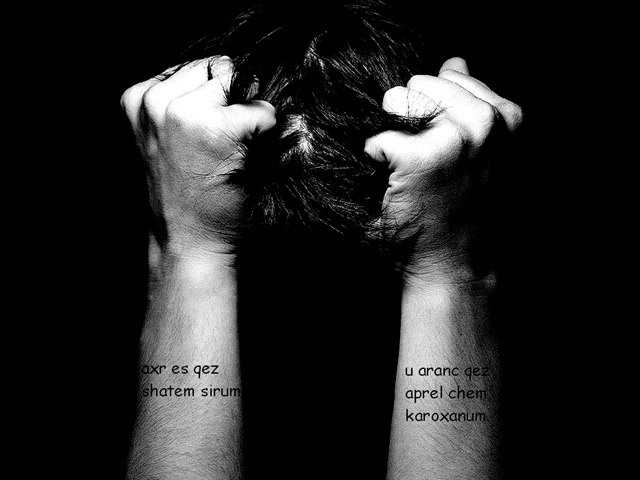 axr es qez
shatem sirum
u aranc qez
aprel chem
karoxanum